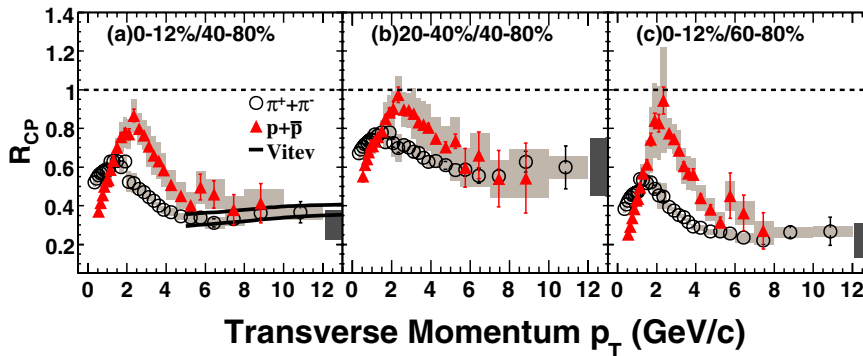 (a)0-12%/40-80%
(b)20-40%/40-80%
(c)0-12%/60-80%
1.4
1.2
1
0.8
0.6
0.4
0.2
R_CP
π⁺+π⁻
p+p̅
Vitev
0 2 4 6 8 10 12
0 2 4 6 8 10 12
0 2 4 6 8 10 12
Transverse Momentum p_T (GeV/c)